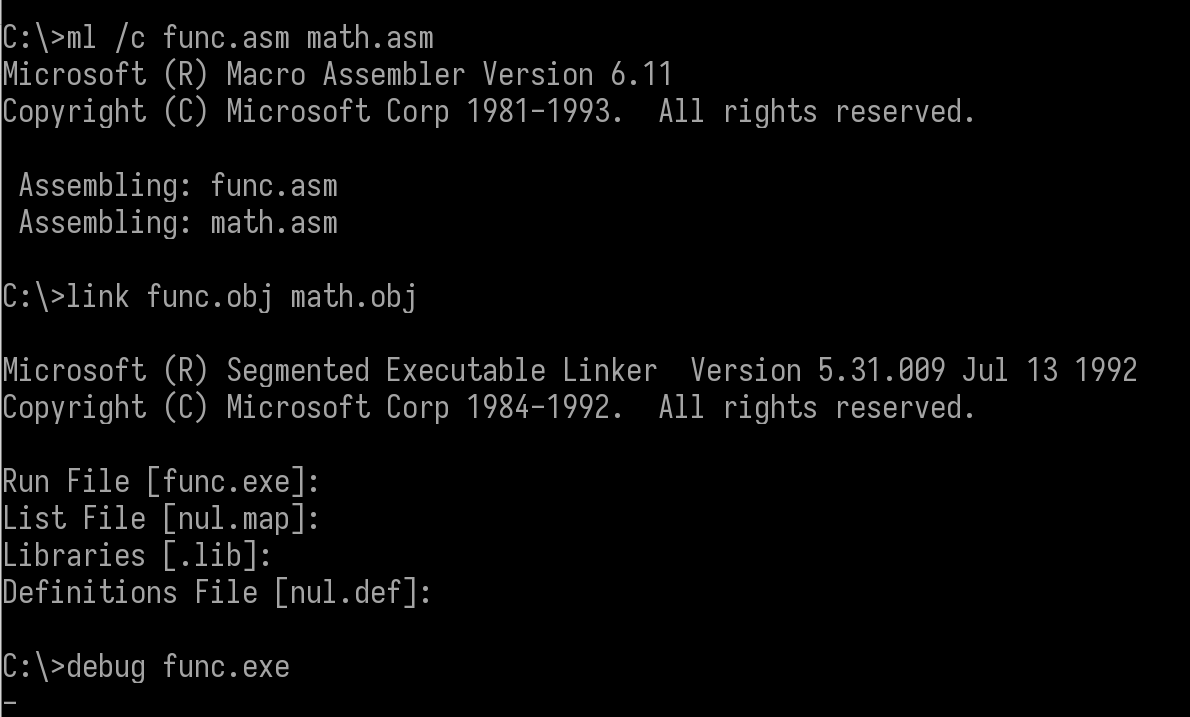 C:\>ml /c func.asm math.asm
Microsoft (R) Macro Assembler Version 6.11
Copyright (C) Microsoft Corp 1981-1993.  All rights reserved.
 Assembling: func.asm
 Assembling: math.asm
C:\>link func.obj math.obj
Microsoft (R) Segmented Executable Linker  Version 5.31.009 Jul 13 1992
Copyright (C) Microsoft Corp 1984-1992.  All rights reserved.
Run File [func.exe]:
List File [nul.map]:
Libraries [.lib]:
Definitions File [nul.def]:
C:\>debug func.exe
-